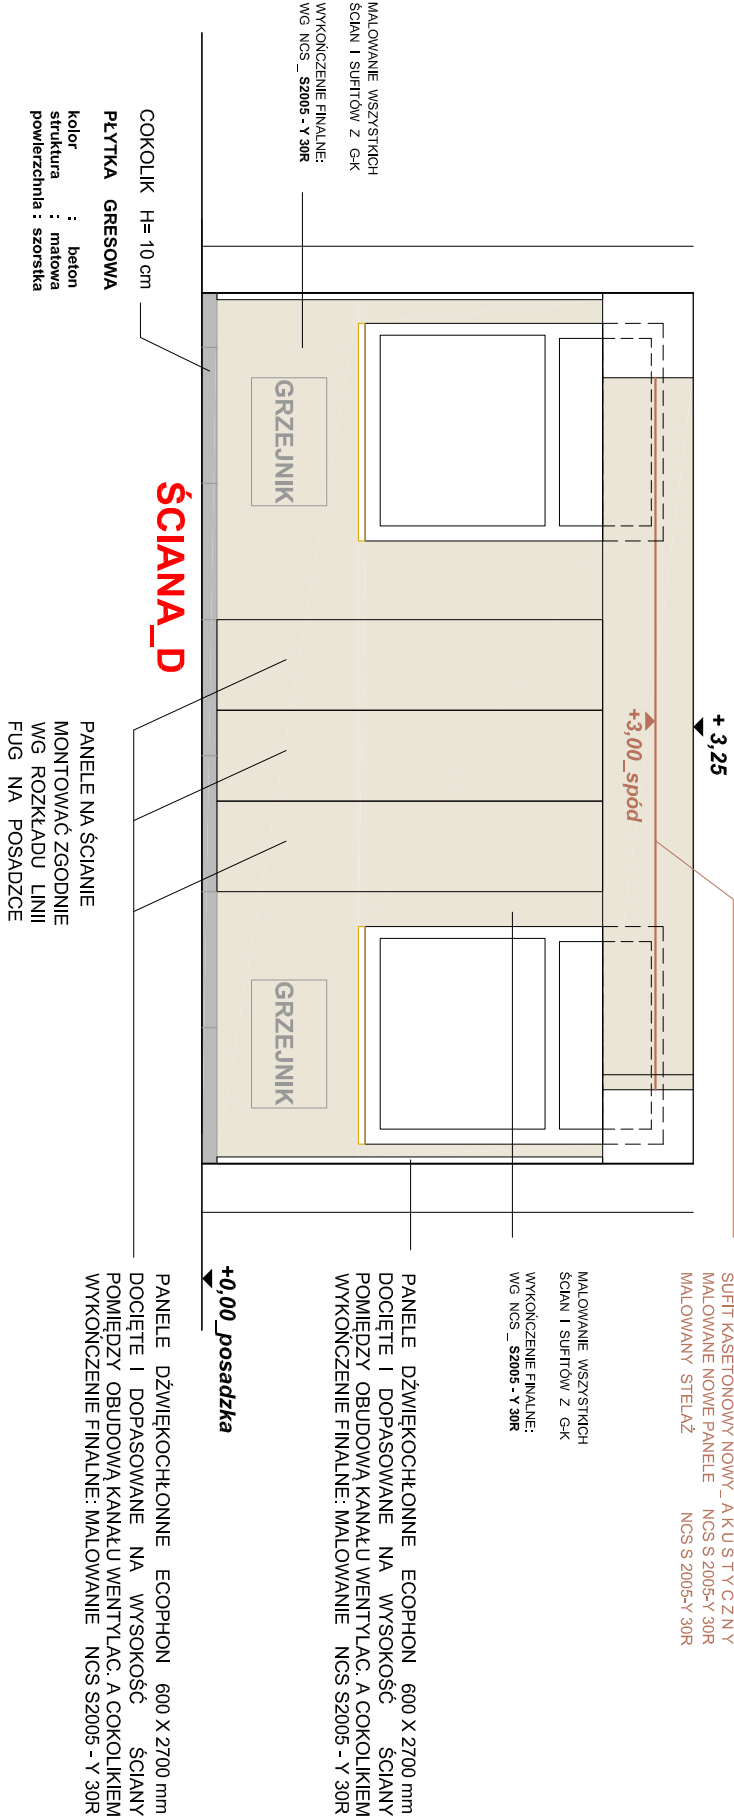 SUFIT KASETONOWY NOWY_ A K U S T Y C Z N Y
MALOWANE NOWE PANELE NCS S 2005-Y 30R
MALOWANY STELAŻ NCS S 2005-Y 30R
+ 3,25
+3,00_spód
MALOWANIE WSZYSTKICH
ŚCIAN I SUFITÓW Z G-K
WYKOŃCZENIE FINALNE:
WG NCS _ S2005 - Y 30R
MALOWANIE WSZYSTKICH
ŚCIAN I SUFITÓW Z G-K
WYKOŃCZENIE FINALNE:
WG NCS _ S2005 - Y 30R
GRZEJNIK
GRZEJNIK
PANELE DŹWIĘKOCHŁONNE ECOPHON 600 X 2700 mm
DOCIĘTE I DOPASOWANE NA WYSOKOŚĆ ŚCIANY
POMIĘDZY OBUDOWĄ KANAŁU WENTYLAC. A COKOLIKIEM
WYKOŃCZENIE FINALNE: MALOWANIE NCS S2005 - Y 30R
+0,00_posadzka
COKOLIK H= 10 cm
PŁYTKA GRESOWA
kolor : beton
struktura : matowa
powierzchnia : szorstka
ŚCIANA_D
PANELE NA ŚCIANIE
MONTOWAĆ ZGODNIE
WG ROZKŁADU LINII
FUG NA POSADZCE
PANELE DŹWIĘKOCHŁONNE ECOPHON 600 X 2700 mm
DOCIĘTE I DOPASOWANE NA WYSOKOŚĆ ŚCIANY
POMIĘDZY OBUDOWĄ KANAŁU WENTYLAC. A COKOLIKIEM
WYKOŃCZENIE FINALNE: MALOWANIE NCS S2005 - Y 30R